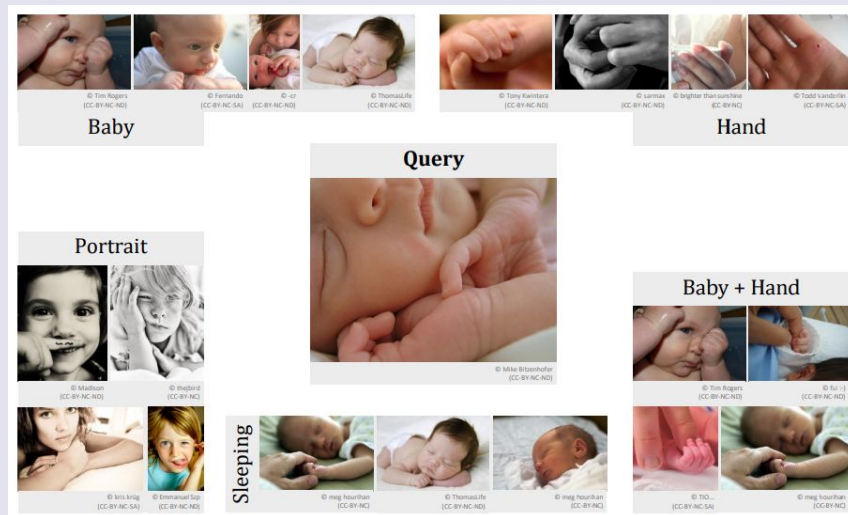 © Tim Rogers
(CC-BY-NC-ND)
© Fernando
(CC-BY-NC-SA)
© -cr
(CC-BY-NC-ND)
© ThomasLife
(CC-BY-NC-ND)
Baby
© Tony Kwintera
(CC-BY-NC-ND)
© sarmax
(CC-BY-NC-ND)
© brighter than sunshine
(CC-BY-NC)
© Todd Vanderlin
(CC-BY-NC-SA)
Hand
Query
© Mike Bitzenhofer
(CC-BY-NC-ND)
Portrait
© Madison
(CC-BY-NC-ND)
© thejbird
(CC-BY-NC)
© kris krüg
(CC-BY-NC-SA)
© Emmanuel Szp
(CC-BY-NC-ND)
Sleeping
© meg hourihan
(CC-BY-NC)
© ThomasLife
(CC-BY-NC-ND)
© meg hourihan
(CC-BY-NC)
Baby + Hand
© Tim Rogers
(CC-BY-NC-ND)
© fui :-)
(CC-BY-NC-ND)
© TIO...
(CC-BY-NC-SA)
© meg hourihan
(CC-BY-NC)